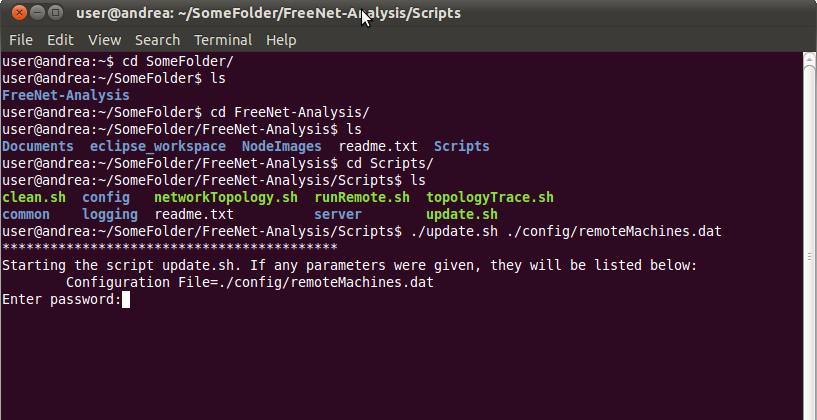 user@andrea: ~/SomeFolder/FreeNet-Analysis/Scripts
File Edit View Search Terminal Help
user@andrea:~$ cd SomeFolder/
user@andrea:~/SomeFolder$ ls
FreeNet-Analysis
user@andrea:~/SomeFolder$ cd FreeNet-Analysis/
user@andrea:~/SomeFolder/FreeNet-Analysis$ ls
Documents eclipse_workspace NodeImages readme.txt Scripts
user@andrea:~/SomeFolder/FreeNet-Analysis$ cd Scripts/
user@andrea:~/SomeFolder/FreeNet-Analysis/Scripts$ ls
clean.sh config networkTopology.sh runRemote.sh topologyTrace.sh
common logging readme.txt server update.sh
user@andrea:~/SomeFolder/FreeNet-Analysis/Scripts$ ./update.sh ./config/remoteMachines.dat
******************************************
Starting the script update.sh. If any parameters were given, they will be listed below:
Configuration File=./config/remoteMachines.dat
Enter password: